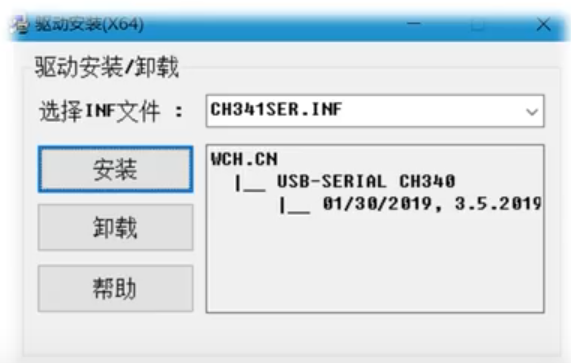 驱动安装(X64)
驱动安装/卸载
选择INF文件 : CH341SER.INF
安装
WCH.CN
|__ USB-SERIAL CH340
|__ 01/30/2019, 3.5.2019
卸载
帮助